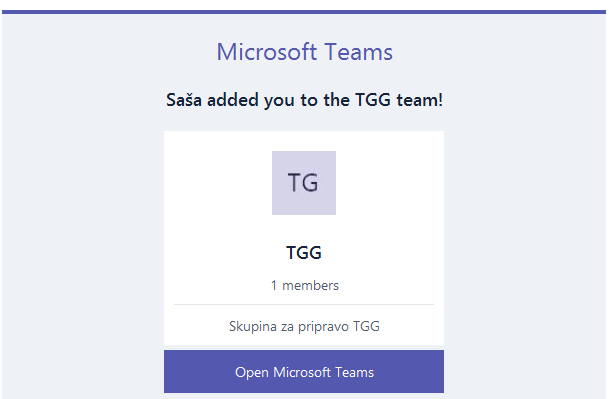 Microsoft Teams
Saša added you to the TGG team!
TG
TGG
1 members
Skupina za pripravo TGG
Open Microsoft Teams